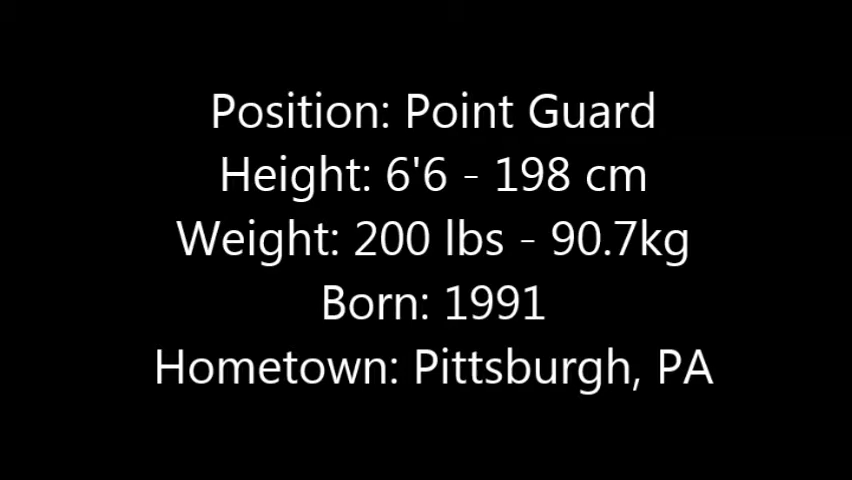 Position: Point Guard
Height: 6'6 - 198 cm
Weight: 200 lbs - 90.7kg
Born: 1991
Hometown: Pittsburgh, PA